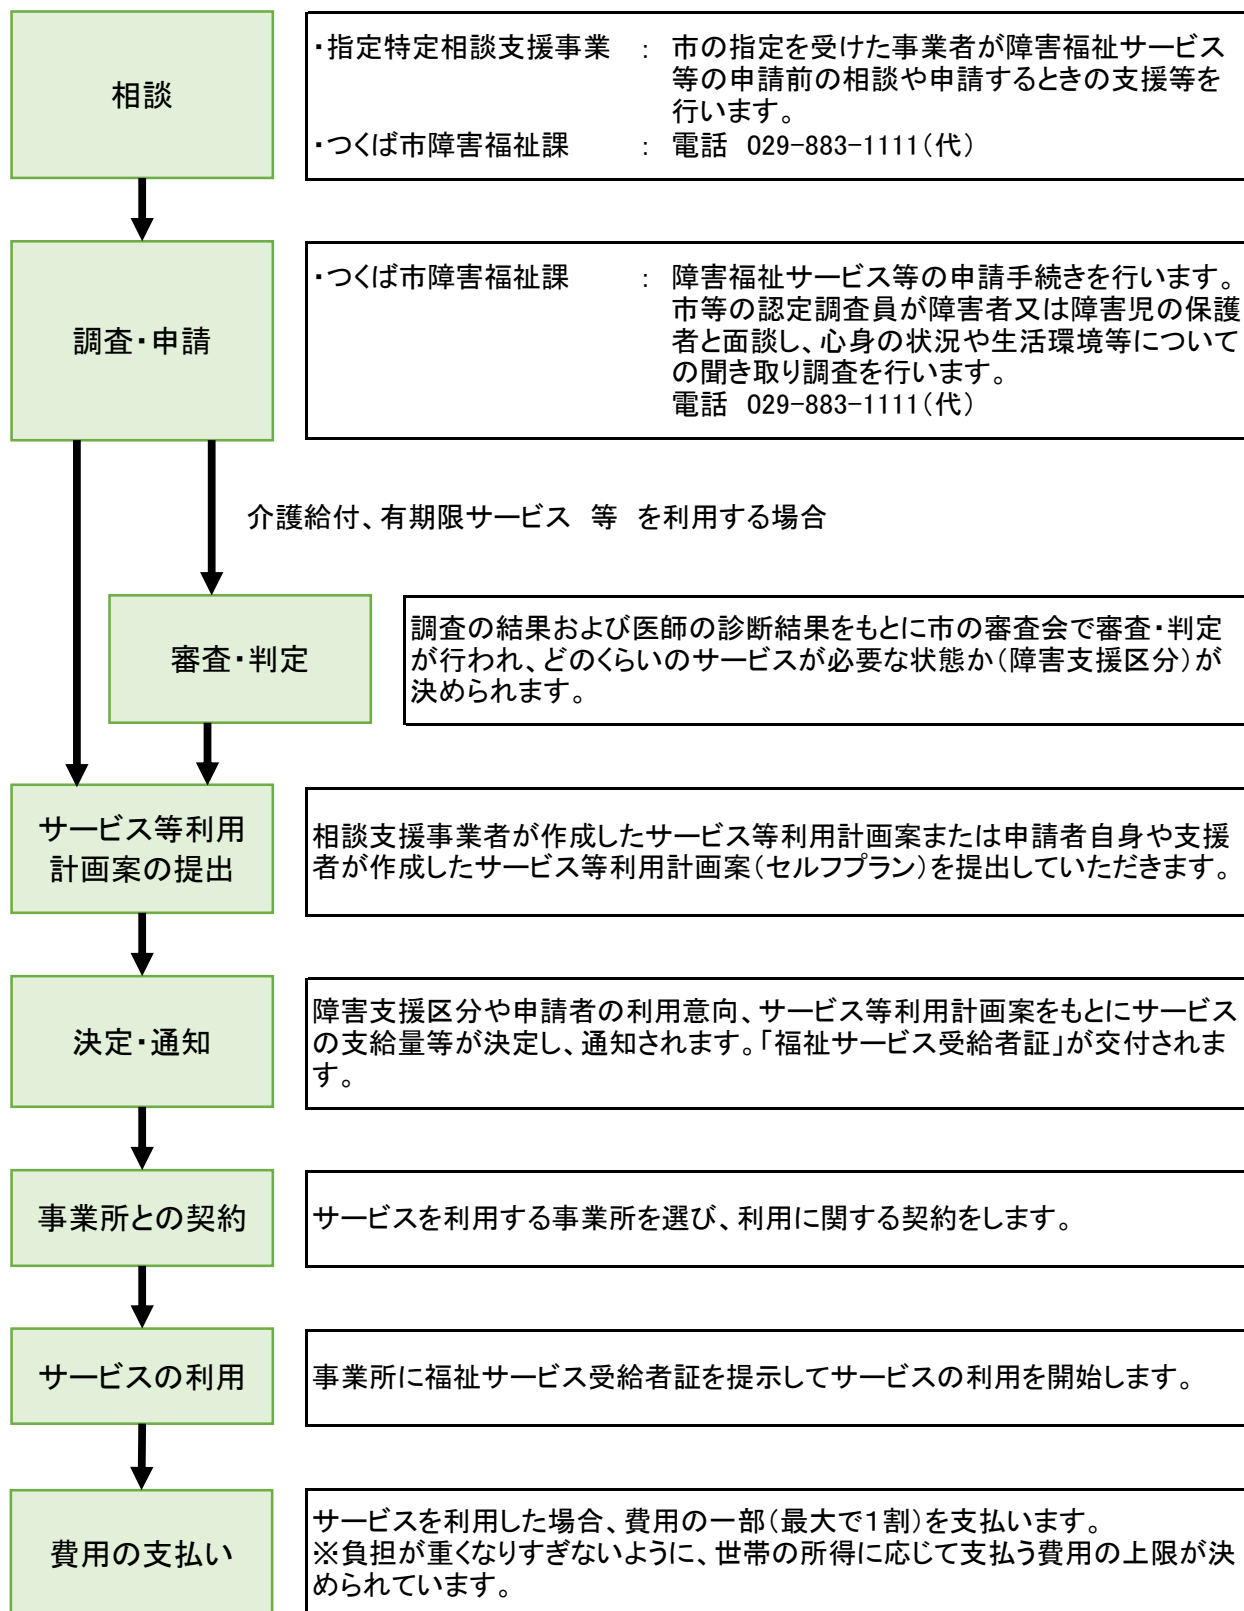 相談
・指定特定相談支援事業 : 市の指定を受けた事業者が障害福祉サービス
等の申請前の相談や申請するときの支援等を
行います。
・つくば市障害福祉課 : 電話 029-883-1111(代)
調査・申請
・つくば市障害福祉課 : 障害福祉サービス等の申請手続きを行います。
市等の認定調査員が障害者又は障害児の保護
者と面談し、心身の状況や生活環境等について
の聞き取り調査を行います。
電話 029-883-1111(代)
介護給付、有期限サービス 等 を利用する場合
審査・判定
調査の結果および医師の診断結果をもとに市の審査会で審査・判定
が行われ、どのくらいのサービスが必要な状態か(障害支援区分)が
決められます。
サービス等利用
計画案の提出
相談支援事業者が作成したサービス等利用計画案または申請者自身や支援
者が作成したサービス等利用計画案(セルフプラン)を提出していただきます。
決定・通知
障害支援区分や申請者の利用意向、サービス等利用計画案をもとにサービス
の支給量等が決定し、通知されます。「福祉サービス受給者証」が交付されま
す。
事業所との契約
サービスを利用する事業所を選び、利用に関する契約をします。
サービスの利用
事業所に福祉サービス受給者証を提示してサービスの利用を開始します。
費用の支払い
サービスを利用した場合、費用の一部(最大で1割)を支払います。
※負担が重くなりすぎないように、世帯の所得に応じて支払う費用の上限が決
められています。